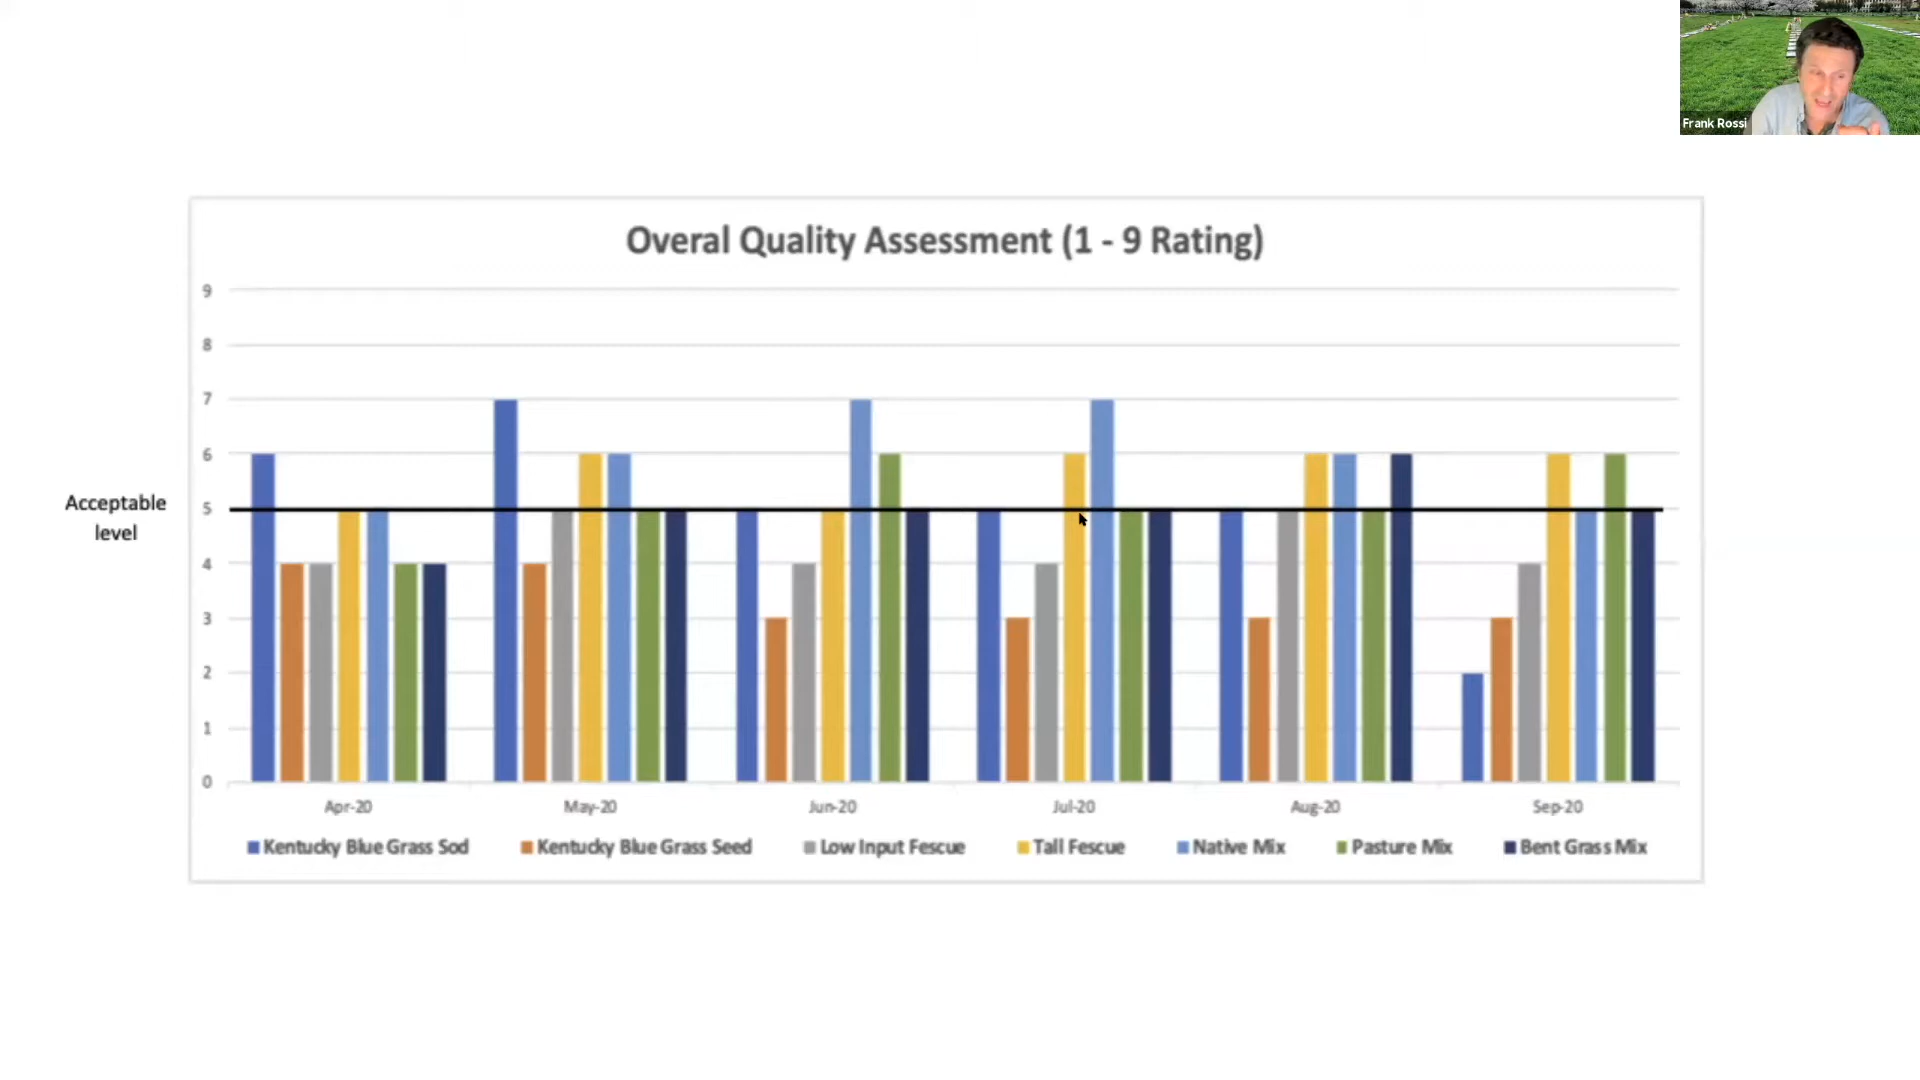 Frank Rossi
Overal Quality Assessment (1 - 9 Rating)
9
8
7
6
5
4
3
2
1
0
Acceptable
level
Apr-20 May-20 Jun-20 Jul-20 Aug-20 Sep-20
Kentucky Blue Grass Sod Kentucky Blue Grass Seed Low Input Fescue Tall Fescue Native Mix Pasture Mix Bent Grass Mix